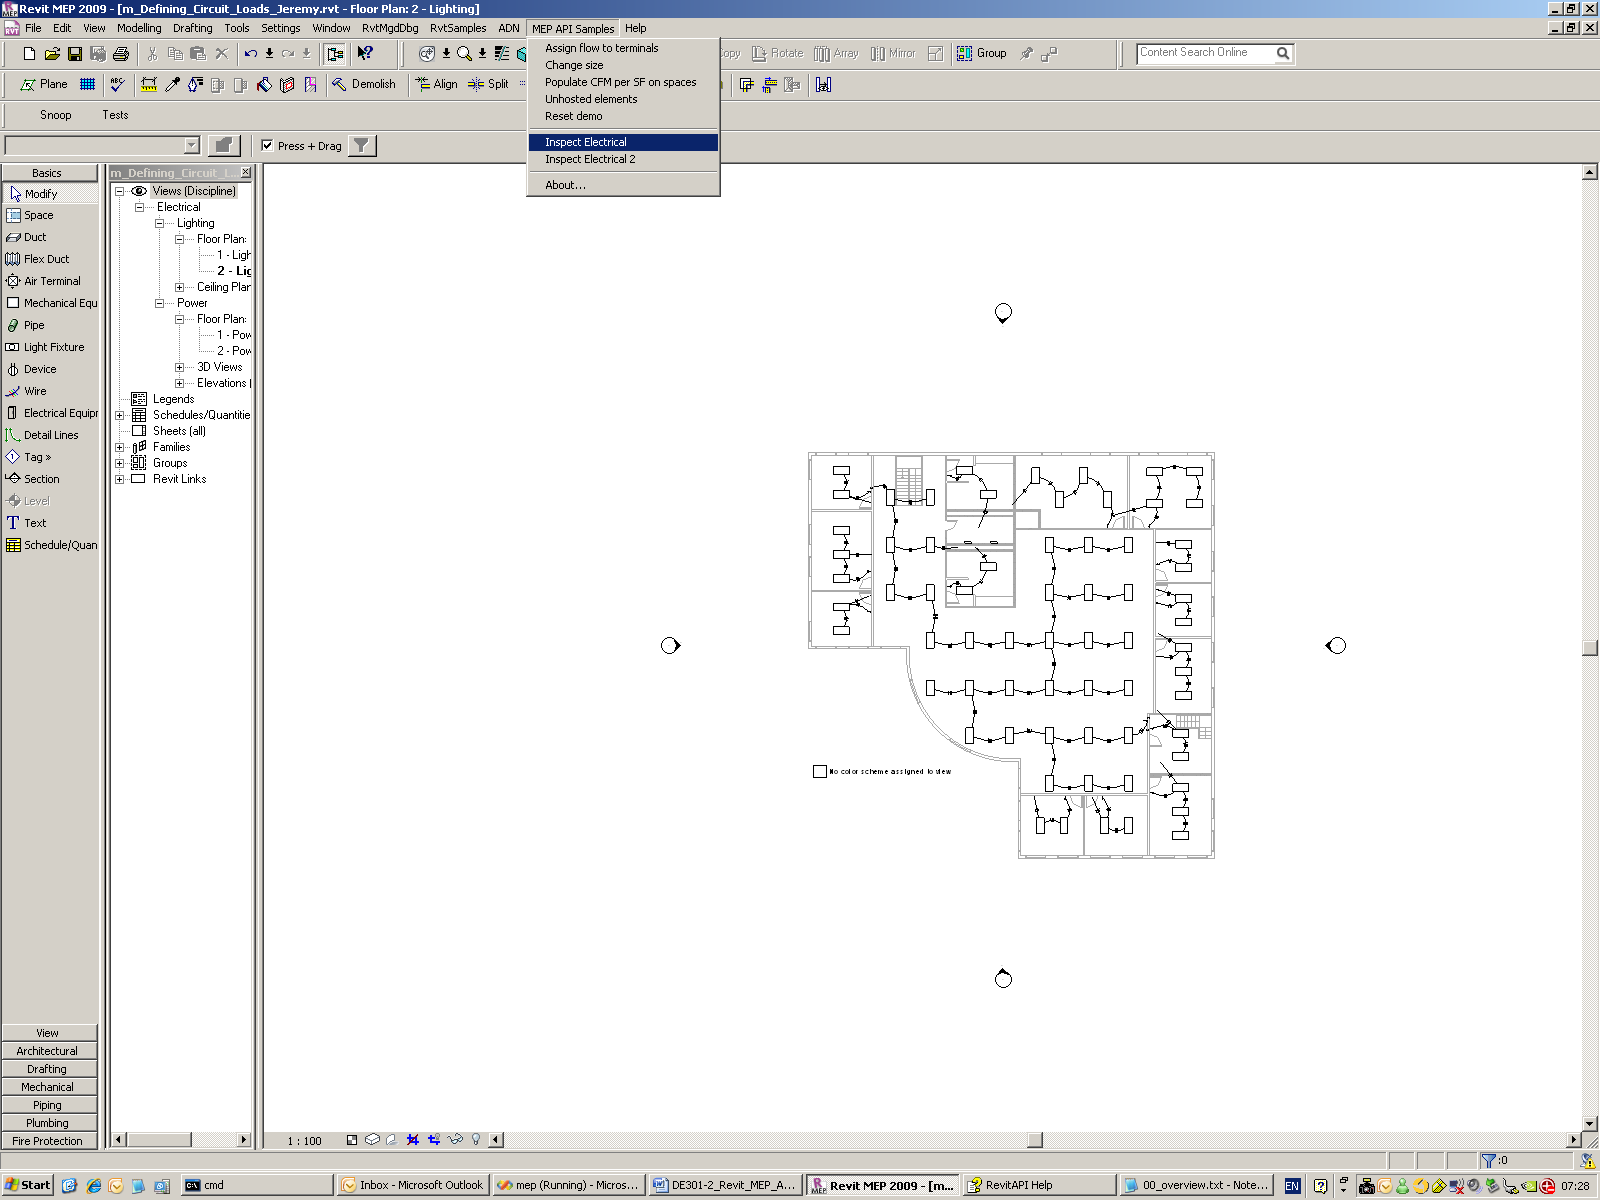 Revit MEP 2009 - [m_Defining_Circuit_Loads_Jeremy.rvt - Floor Plan: 2 - Lighting]
File Edit View Modelling Drafting Tools Settings Window RvtMgdDbg RvtSamples ADN MEP API Samples Help
Assign flow to terminals
Change size
Populate CFM per SF on spaces
Unhosted elements
Reset demo
Inspect Electrical
Inspect Electrical 2
About...
opy Rotate Array Mirror Group Content Search Online
Plane Demolish Align Split
Snoop Tests
Press + Drag
Basics
Modify
Space
Duct
Flex Duct
Air Terminal
Mechanical Equ
Pipe
Light Fixture
Device
Wire
Electrical Equip
Detail Lines
Tag »
Section
Level
Text
Schedule/Quan
View
Architectural
Drafting
Mechanical
Piping
Plumbing
Fire Protection
m_Defining_Circuit_L...
Views (Discipline)
Electrical
Lighting
Floor Plan:
1 - Ligh
2 - Lig
Ceiling Plan
Power
Floor Plan:
1 - Pow
2 - Pow
3D Views
Elevations (
Legends
Schedules/Quantitie
Sheets (all)
Families
Groups
Revit Links
No color scheme assigned to view
1 : 100
:0
Start cmd Inbox - Microsoft Outlook mep (Running) - Micros... DE301-2_Revit_MEP_A... Revit MEP 2009 - [m... RevitAPI Help 00_overview.txt - Note... EN 07:28